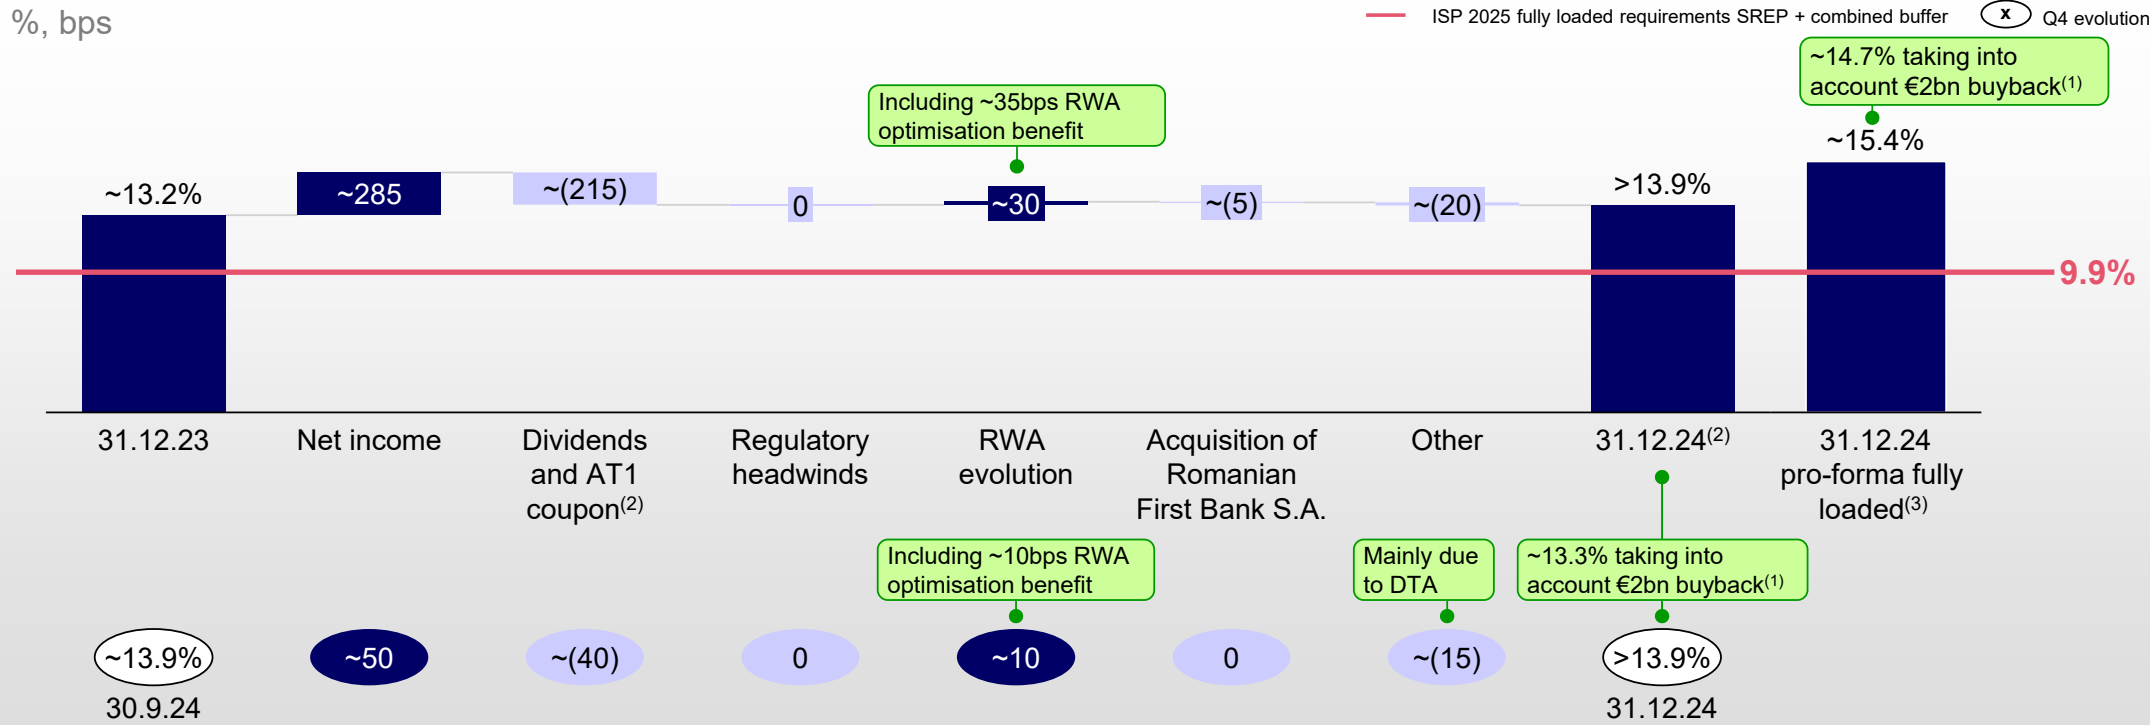 %, bps
ISP 2025 fully loaded requirements SREP + combined buffer
x Q4 evolution
~14.7% taking into
account €2bn buyback(1)
Including ~35bps RWA
optimisation benefit
~13.2%
~285
~(215)
0
~30
~(5)
~(20)
>13.9%
~15.4%
9.9%
31.12.23
Net income
Dividends
and AT1
coupon(2)
Regulatory
headwinds
RWA
evolution
Acquisition of
Romanian
First Bank S.A.
Other
31.12.24(2)
31.12.24
pro-forma fully
loaded(3)
Including ~10bps RWA
optimisation benefit
Mainly due
to DTA
~13.3% taking into
account €2bn buyback(1)
~13.9%
~50
~(40)
0
~10
0
~(15)
>13.9%
30.9.24
31.12.24